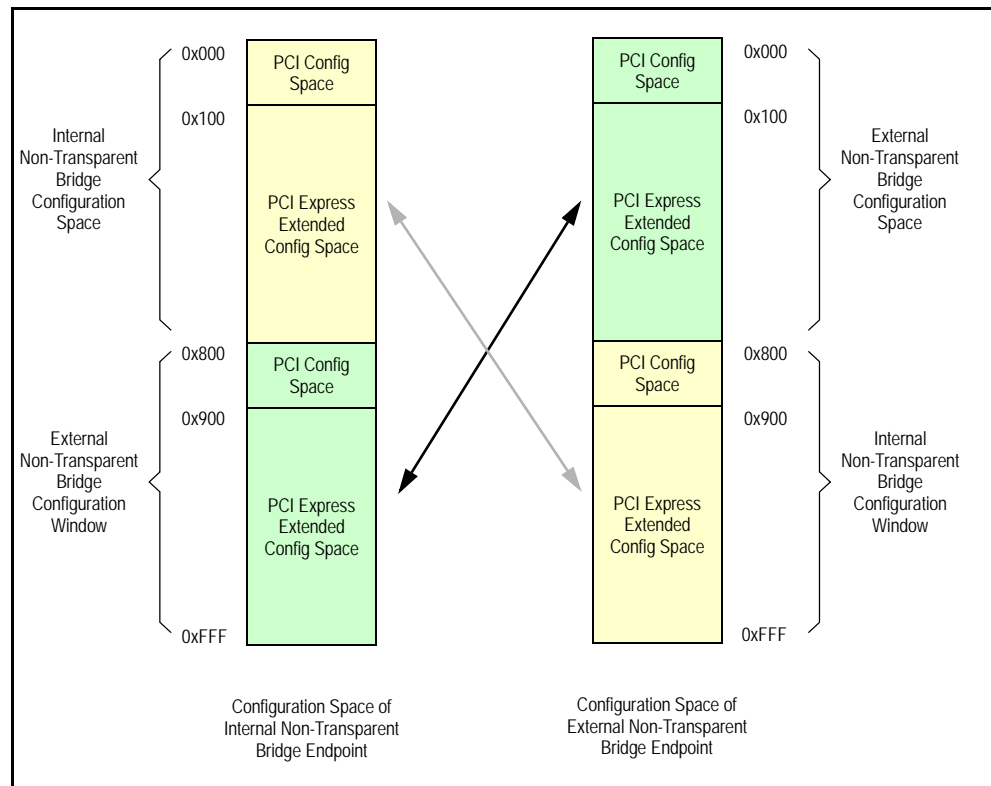 0x000
PCI Config
Space
0x100
Internal
Non-Transparent
Bridge
Configuration
Space
PCI Express
Extended
Config Space
0x800
PCI Config
Space
0x900
External
Non-Transparent
Bridge
Configuration
Window
PCI Express
Extended
Config Space
0xFFF
Configuration Space of
Internal Non-Transparent
Bridge Endpoint
PCI Config
Space
0x000
0x100
External
Non-Transparent
Bridge
Configuration
Space
PCI Express
Extended
Config Space
PCI Config
Space
0x800
0x900
Internal
Non-Transparent
Bridge
Configuration
Window
PCI Express
Extended
Config Space
0xFFF
Configuration Space of
External Non-Transparent
Bridge Endpoint